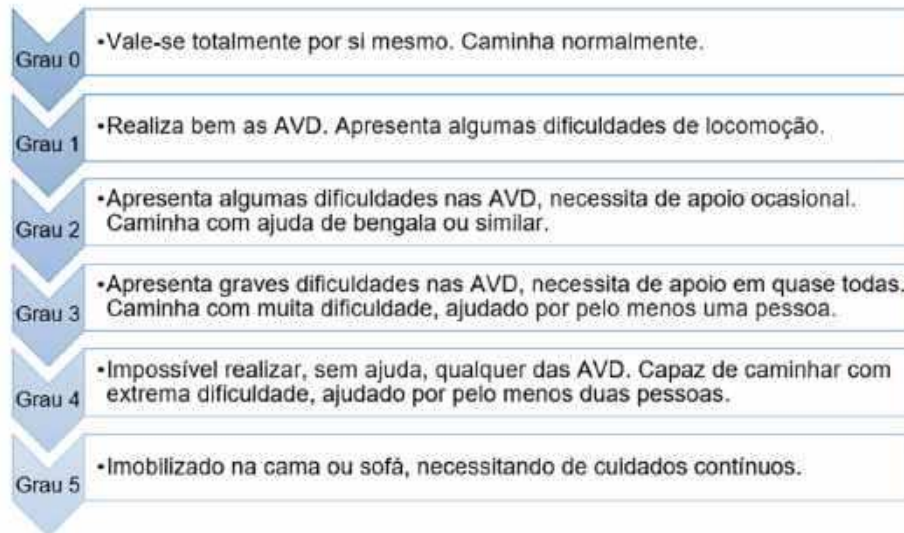 Grau 0
•Vale-se totalmente por si mesmo. Caminha normalmente.
Grau 1
•Realiza bem as AVD. Apresenta algumas dificuldades de locomoção.
Grau 2
•Apresenta algumas dificuldades nas AVD, necessita de apoio ocasional.
Caminha com ajuda de bengala ou similar.
Grau 3
•Apresenta graves dificuldades nas AVD, necessita de apoio em quase todas.
Caminha com muita dificuldade, ajudado por pelo menos uma pessoa.
Grau 4
•Impossível realizar, sem ajuda, qualquer das AVD. Capaz de caminhar com
extrema dificuldade, ajudado por pelo menos duas pessoas.
Grau 5
•Imobilizado na cama ou sofá, necessitando de cuidados contínuos.